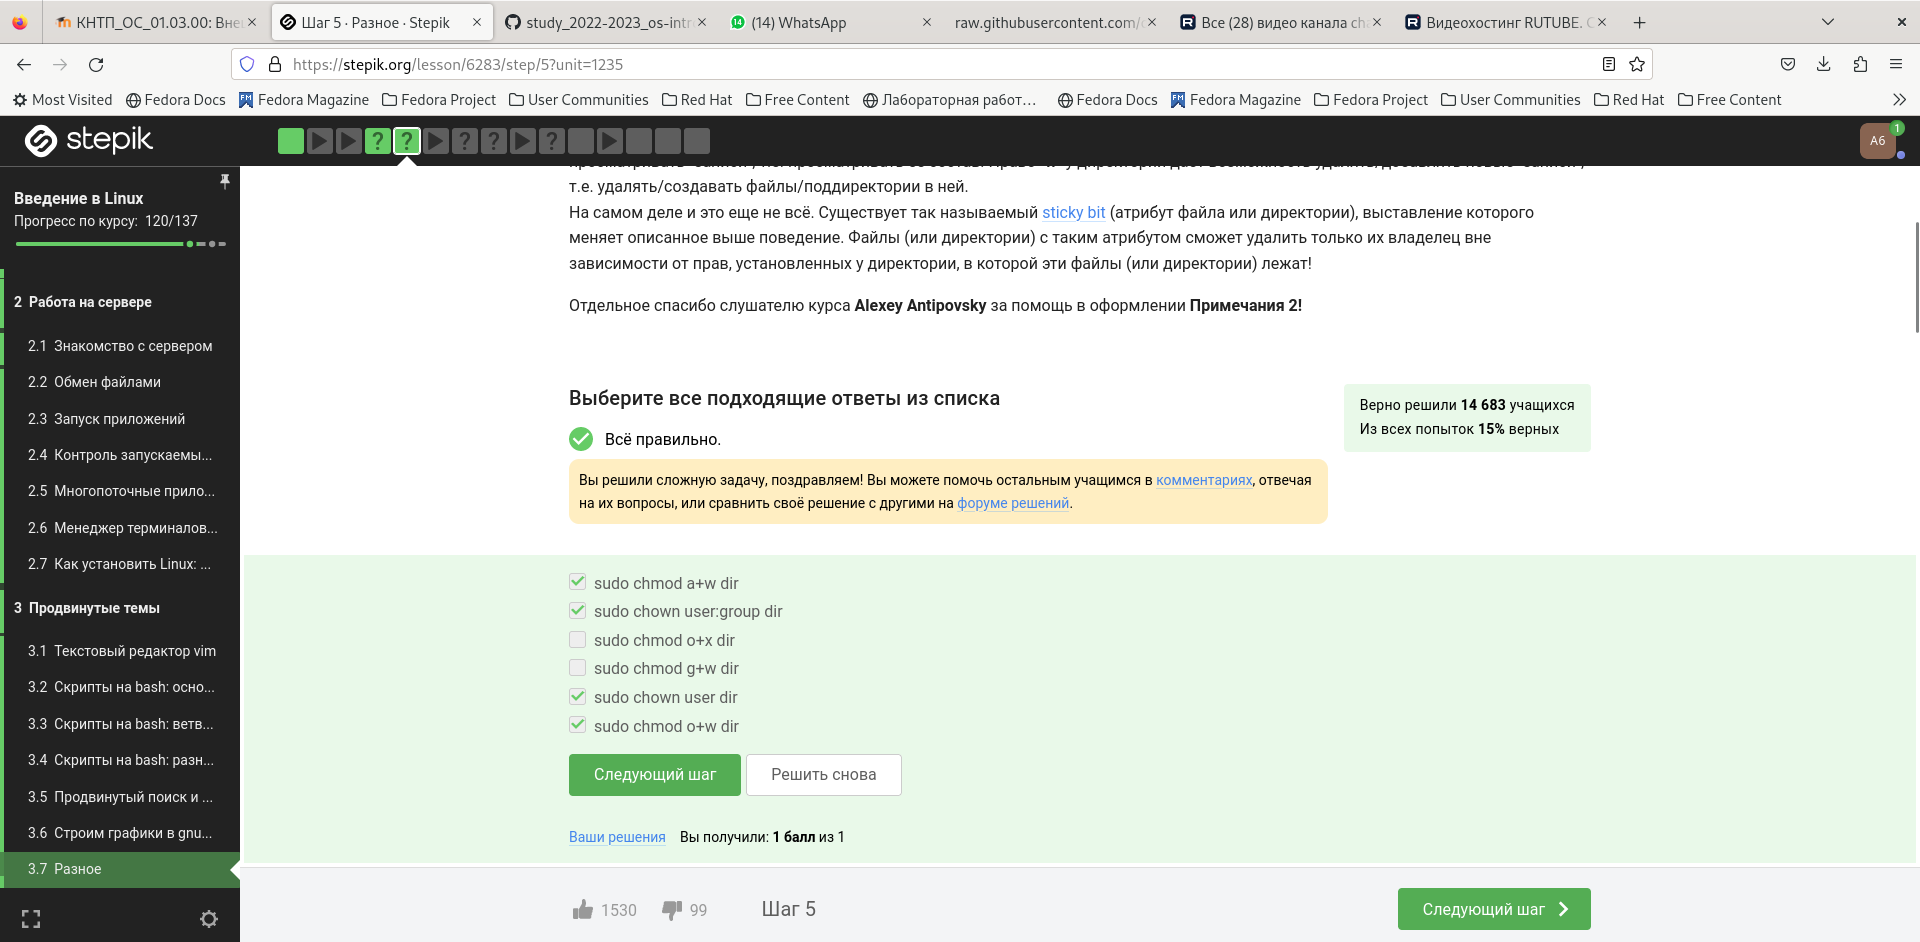 КНТП_ОС_01.03.00: Вне
Шаг 5 · Разное · Stepik
study_2022-2023_os-intr
14 (14) WhatsApp
raw.githubusercontent.com/
Все (28) видео канала
Видеохостинг RUTUBE.
https://stepik.org/lesson/6283/step/5?unit=1235
Most Visited Fedora Docs Fedora Magazine Fedora Project User Communities Red Hat Free Content Лабораторная работ… Fedora Docs Fedora Magazine Fedora Project User Communities Red Hat Free Content
stepik
? ? ? ? ?
A6
1
Введение в Linux
Прогресс по курсу: 120/137
2 Работа на сервере
2.1 Знакомство с сервером
2.2 Обмен файлами
2.3 Запуск приложений
2.4 Контроль запускаемы...
2.5 Многопоточные прило...
2.6 Менеджер терминалов...
2.7 Как установить Linux: ...
3 Продвинутые темы
3.1 Текстовый редактор vim
3.2 Скрипты на bash: осно...
3.3 Скрипты на bash: ветв...
3.4 Скрипты на bash: разн...
3.5 Продвинутый поиск и ...
3.6 Строим графики в gnu...
3.7 Разное
т.е. удалять/создавать файлы/поддиректории в ней.
На самом деле и это еще не всё. Существует так называемый sticky bit (атрибут файла или директории), выставление которого
меняет описанное выше поведение. Файлы (или директории) с таким атрибутом сможет удалить только их владелец вне
зависимости от прав, установленных у директории, в которой эти файлы (или директории) лежат!
Отдельное спасибо слушателю курса Alexey Antipovsky за помощь в оформлении Примечания 2!
Выберите все подходящие ответы из списка
Верно решили 14 683 учащихся
Из всех попыток 15% верных
Всё правильно.
Вы решили сложную задачу, поздравляем! Вы можете помочь остальным учащимся в комментариях, отвечая
на их вопросы, или сравнить своё решение с другими на форуме решений.
sudo chmod a+w dir
sudo chown user:group dir
sudo chmod o+x dir
sudo chmod g+w dir
sudo chown user dir
sudo chmod o+w dir
Следующий шаг
Решить снова
Ваши решения Вы получили: 1 балл из 1
1530 99 Шаг 5
Следующий шаг